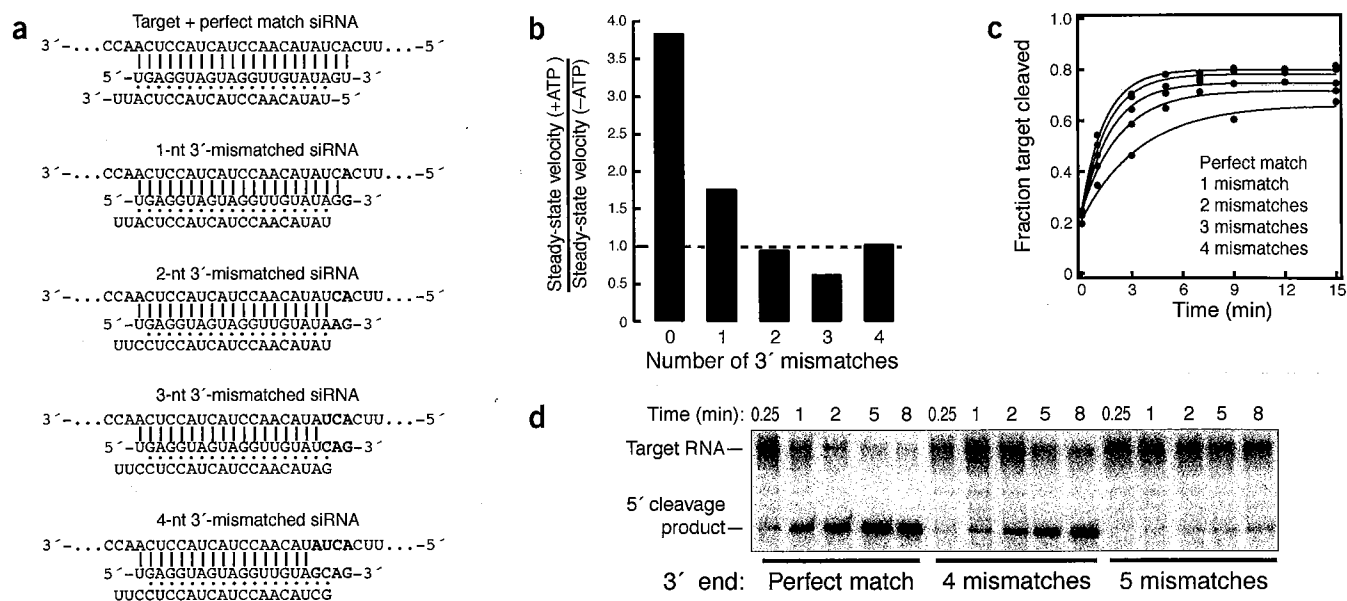 a
Target + perfect match siRNA
3´-...CCAACUCCAUCAUCCAACAUAUCACUU...-5´
5´-UGAGGUAGUAGGUUGUAUAGU-3´
3´-UUACUCCAUCAUCCAACAUAU-5´
1-nt 3´-mismatched siRNA
3´-...CCAACUCCAUCAUCCAACAUAUCACUU...-5´
5´-UGAGGUAGUAGGUUGUAUAGG-3´
UUACUCCAUCAUCCAACAUAU
2-nt 3´-mismatched siRNA
3´-...CCAACUCCAUCAUCCAACAUAUCACUU...-5´
5´-UGAGGUAGUAGGUUGUAUAAG-3´
UUCCUCCAUCAUCCAACAUAU
3-nt 3´-mismatched siRNA
3´-...CCAACUCCAUCAUCCAACAUAUCACUU...-5´
5´-UGAGGUAGUAGGUUGUAUCAG-3´
UUCCUCCAUCAUCCAACAUAG
4-nt 3´-mismatched siRNA
3´-...CCAACUCCAUCAUCCAACAUAUCACUU...-5´
5´-UGAGGUAGUAGGUUGUAGCAG-3´
UUCCUCCAUCAUCCAACAUCG
b
Steady-state velocity (+ATP)
Steady-state velocity (−ATP)
4.0
3.5
3.0
2.5
2.0
1.5
1.0
0.5
0
0 1 2 3 4
Number of 3´ mismatches
c
Fraction target cleaved
1.0
0.8
0.6
0.4
0.2
0
Perfect match
1 mismatch
2 mismatches
3 mismatches
4 mismatches
0 3 6 9 12 15
Time (min)
d
Time (min): 0.25 1 2 5 8 0.25 1 2 5 8 0.25 1 2 5 8
Target RNA
5´ cleavage
product
3´ end: Perfect match 4 mismatches 5 mismatches